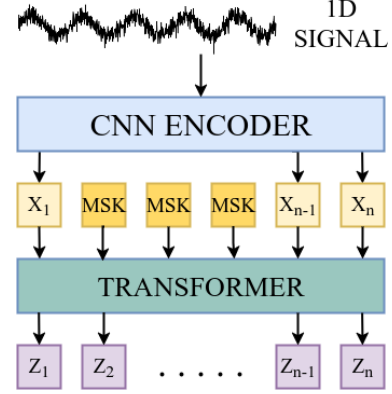 1D
SIGNAL
CNN ENCODER
X₁ MSK MSK MSK Xₙ₋₁ Xₙ
TRANSFORMER
Z₁ Z₂ . . . . . Zₙ₋₁ Zₙ